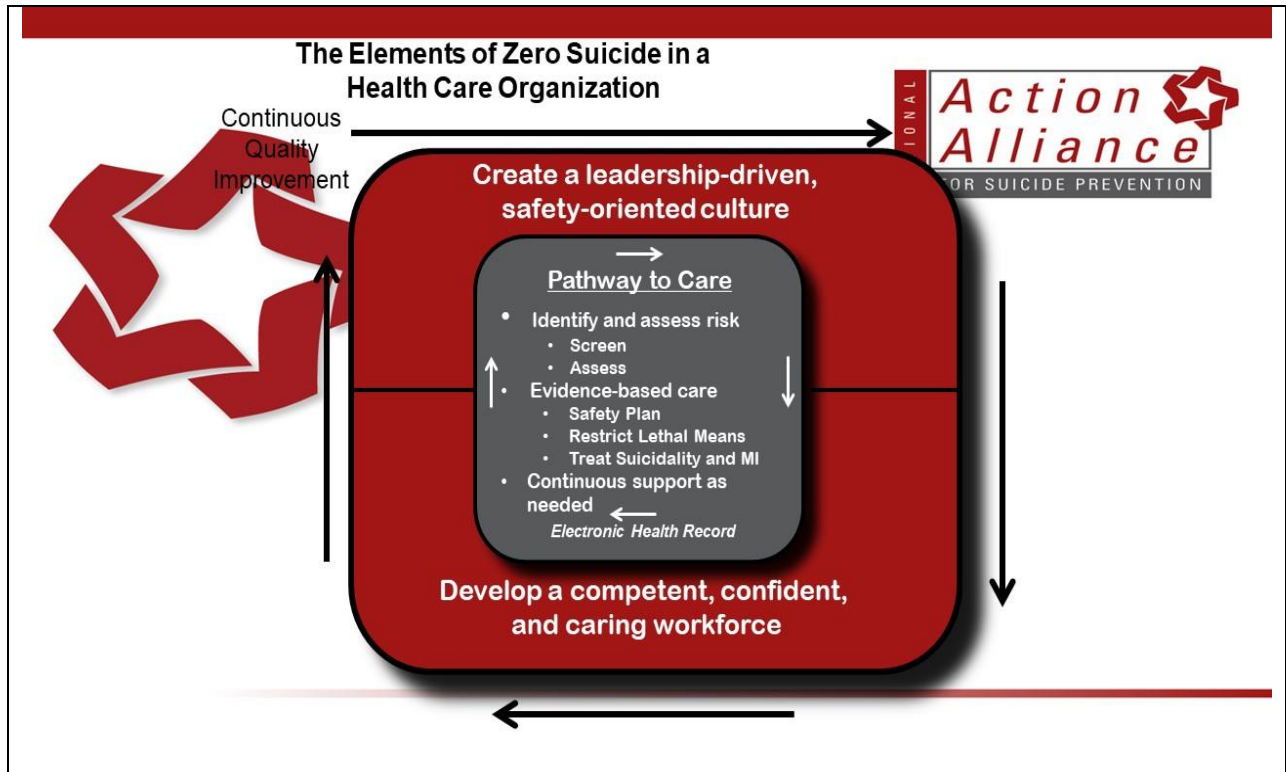 The Elements of Zero Suicide in a
Health Care Organization
Continuous
Quality
Improvement
IONAL
Action
Alliance
FOR SUICIDE PREVENTION
Create a leadership-driven,
safety-oriented culture
Pathway to Care
• Identify and assess risk
• Screen
• Assess
• Evidence-based care
• Safety Plan
• Restrict Lethal Means
• Treat Suicidality and MI
• Continuous support as
needed
Electronic Health Record
Develop a competent, confident,
and caring workforce